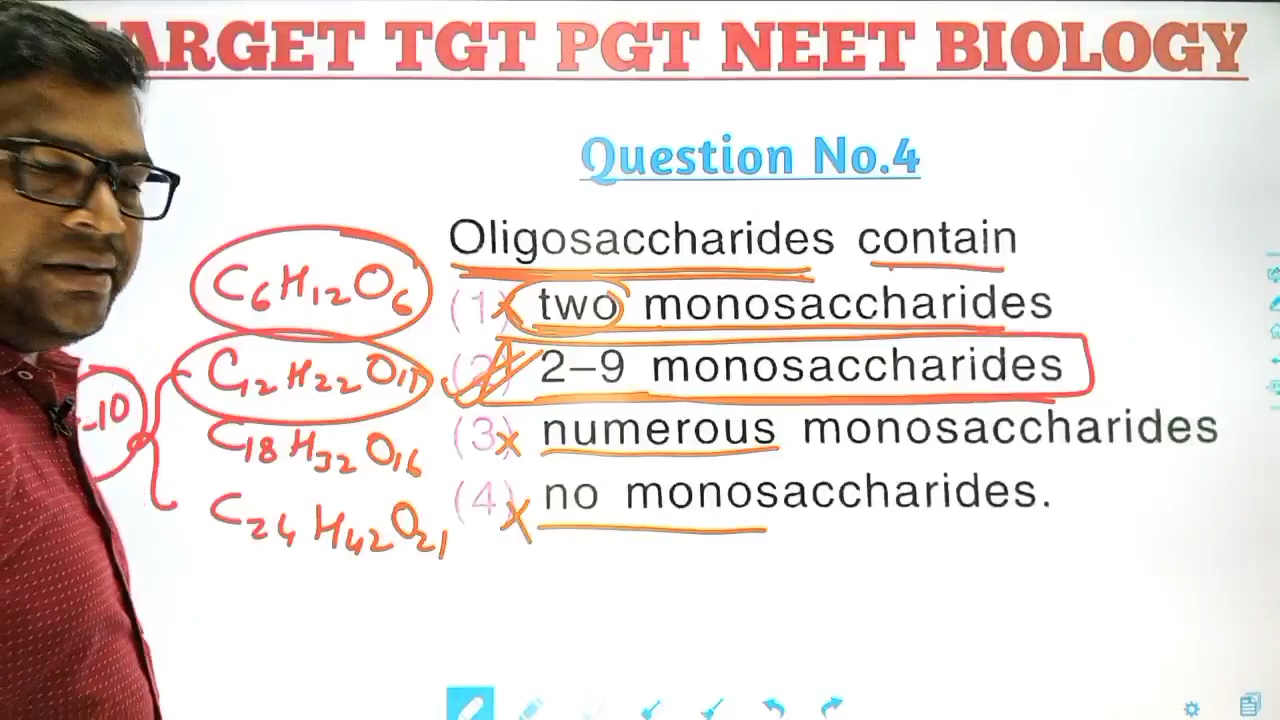 TARGET TGT PGT NEET BIOLOGY
Question No.4
Oligosaccharides contain
(1) two monosaccharides
(2) 2–9 monosaccharides
(3) numerous monosaccharides
(4) no monosaccharides.
C6H12O6
C12H22O11
C18H32O16
C24H42O21
-10